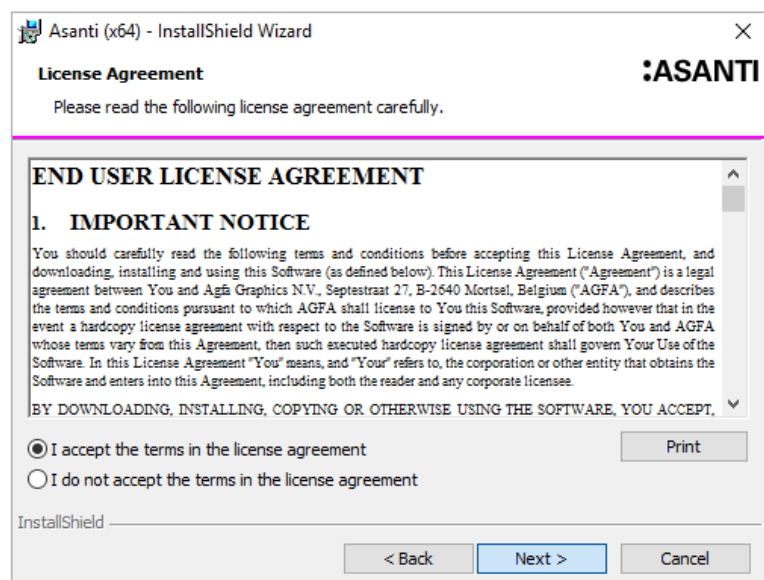 Asanti (x64) - InstallShield Wizard
License Agreement
:ASANTI
Please read the following license agreement carefully.
END USER LICENSE AGREEMENT
1. IMPORTANT NOTICE
You should carefully read the following terms and conditions before accepting this License Agreement, and
downloading, installing and using this Software (as defined below). This License Agreement ("Agreement") is a legal
agreement between You and Agfa Graphics N.V., Septestraat 27, B-2640 Mortsel, Belgium ("AGFA"), and describes
the terms and conditions pursuant to which AGFA shall license to You this Software, provided however that in the
event a hardcopy license agreement with respect to the Software is signed by or on behalf of both You and AGFA
whose terms vary from this Agreement, then such executed hardcopy license agreement shall govern Your Use of the
Software. In this License Agreement "You" means, and "Your" refers to, the corporation or other entity that obtains the
Software and enters into this Agreement, including both the reader and any corporate licensee.
BY DOWNLOADING, INSTALLING, COPYING OR OTHERWISE USING THE SOFTWARE, YOU ACCEPT,
I accept the terms in the license agreement
Print
I do not accept the terms in the license agreement
InstallShield
< Back
Next >
Cancel